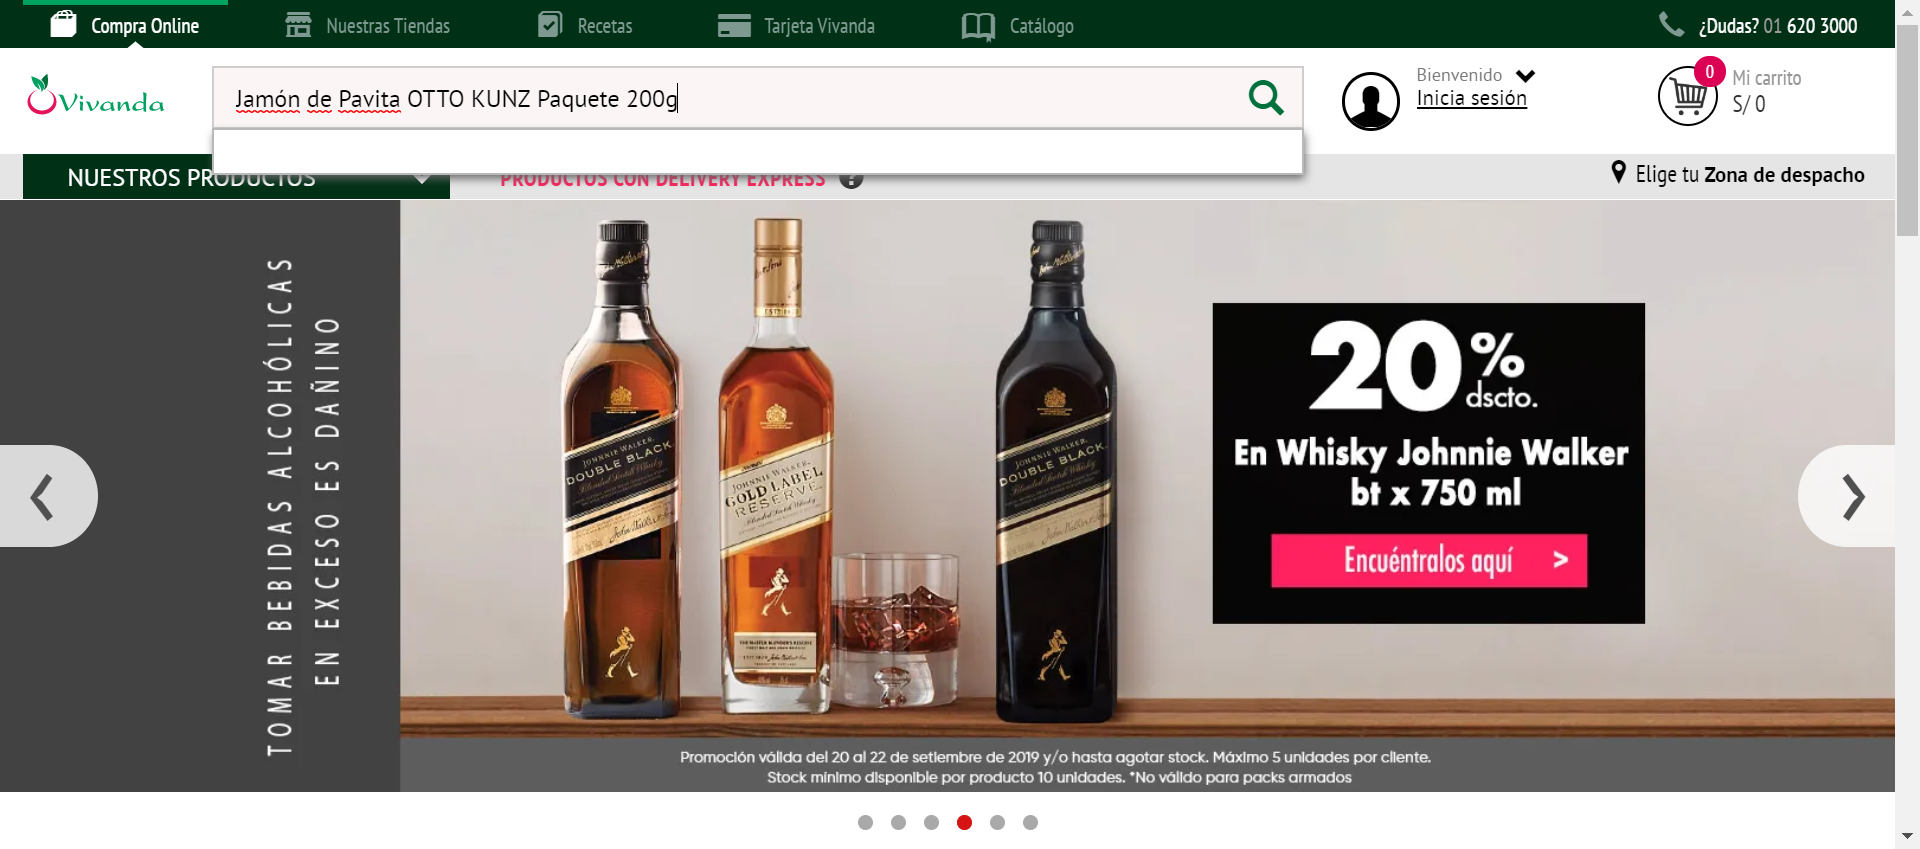 Compra Online
Nuestras Tiendas
Recetas
Tarjeta Vivanda
Catálogo
¿Dudas? 01 620 3000
Vivanda
Jamón de Pavita OTTO KUNZ Paquete 200g
Bienvenido
Inicia sesión
0
Mi carrito
S/ 0
NUESTROS PRODUCTOS
PRODUCTOS CON DELIVERY EXPRESS ?
Elige tu Zona de despacho
TOMAR BEBIDAS ALCOHÓLICAS
EN EXCESO ES DAÑINO
JOHNNIE WALKER.
DOUBLE BLACK
Blended Scotch Whisky
JOHNNIE WALKER
GOLD LABEL
RESERVE
Blended Scotch Whisky
JOHNNIE WALKER.
DOUBLE BLACK
Blended Scotch Whisky
20% dscto.
En Whisky Johnnie Walker
bt x 750 ml
Encuéntralos aquí >
Promoción válida del 20 al 22 de setiembre de 2019 y/o hasta agotar stock. Máximo 5 unidades por cliente.
Stock mínimo disponible por producto 10 unidades. *No válido para packs armados